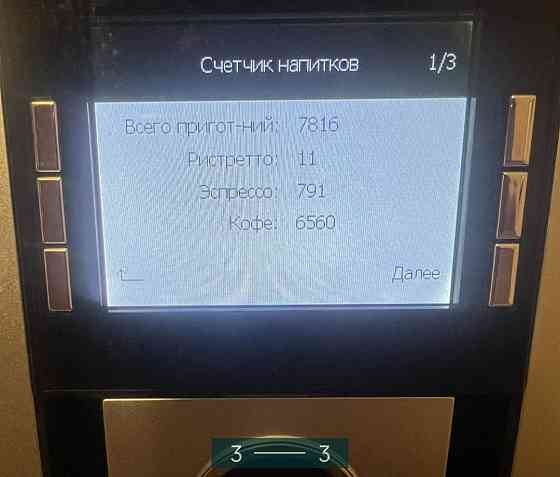 Счетчик напитков 1/3
Всего пригот-ний: 7816
Ристретто: 11
Эспрессо: 791
Кофе: 6560
Далее
3 — 3